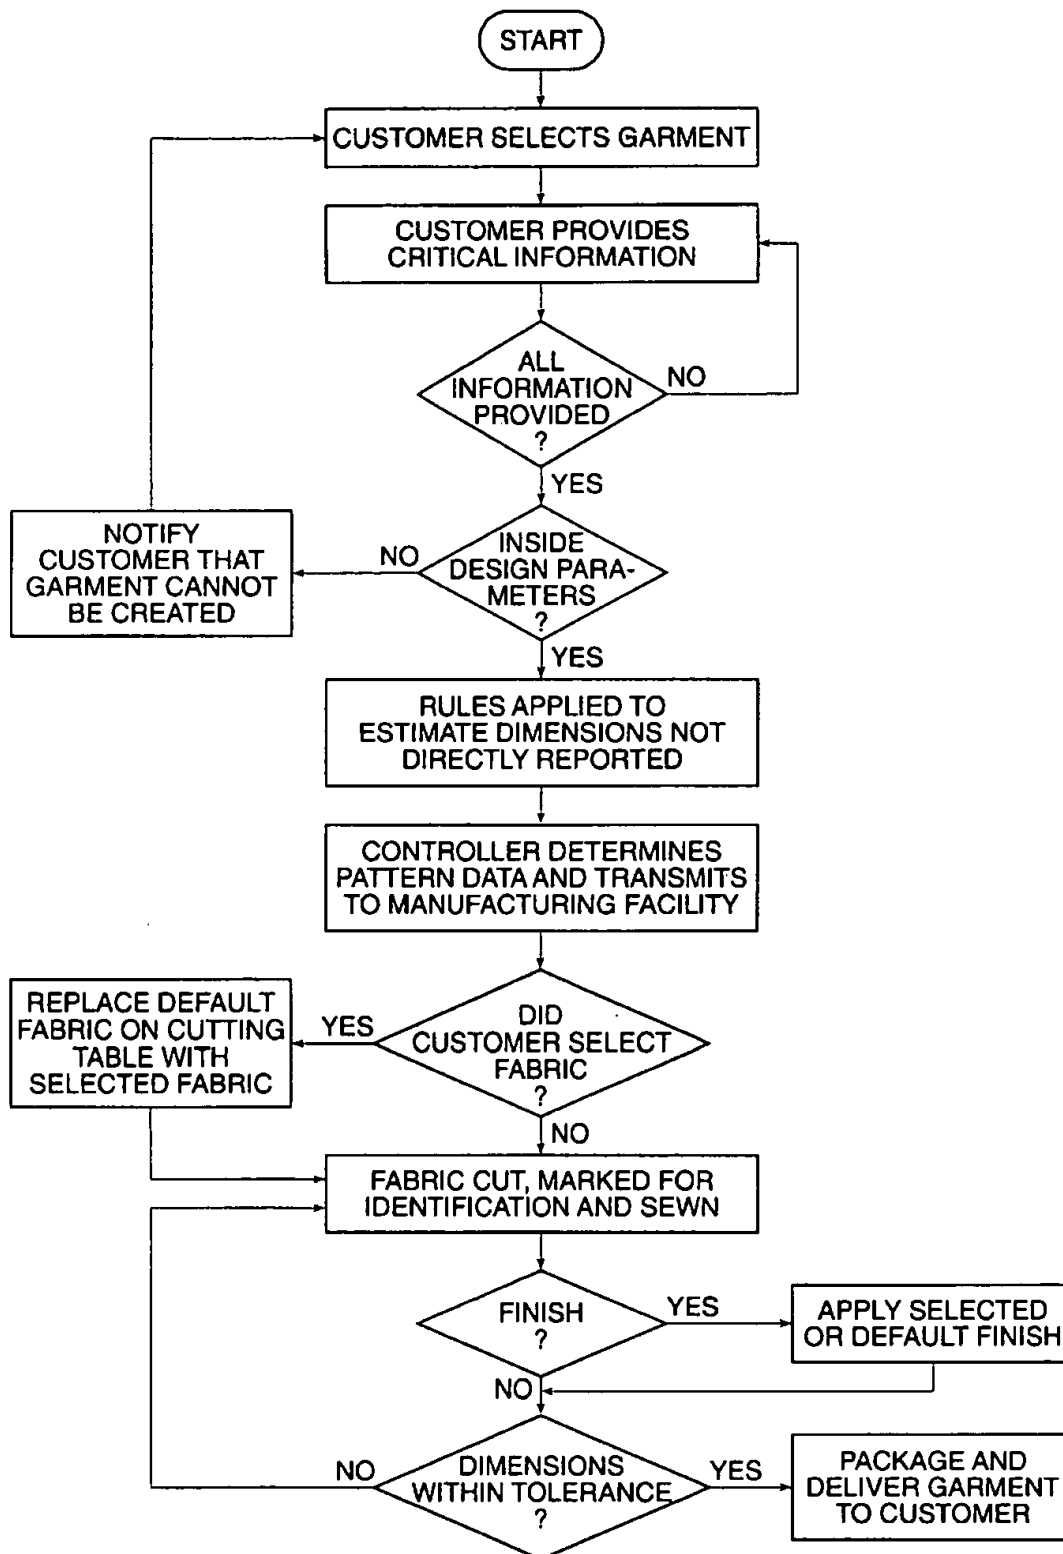 START
CUSTOMER SELECTS GARMENT
CUSTOMER PROVIDES
CRITICAL INFORMATION
ALL
INFORMATION
PROVIDED
?
NO
YES
INSIDE
DESIGN PARA-
METERS
?
NO
NOTIFY
CUSTOMER THAT
GARMENT CANNOT
BE CREATED
YES
RULES APPLIED TO
ESTIMATE DIMENSIONS NOT
DIRECTLY REPORTED
CONTROLLER DETERMINES
PATTERN DATA AND TRANSMITS
TO MANUFACTURING FACILITY
DID
CUSTOMER SELECT
FABRIC
?
YES
REPLACE DEFAULT
FABRIC ON CUTTING
TABLE WITH
SELECTED FABRIC
NO
FABRIC CUT, MARKED FOR
IDENTIFICATION AND SEWN
FINISH
?
YES
APPLY SELECTED
OR DEFAULT FINISH
NO
DIMENSIONS
WITHIN TOLERANCE
?
NO
YES
PACKAGE AND
DELIVER GARMENT
TO CUSTOMER